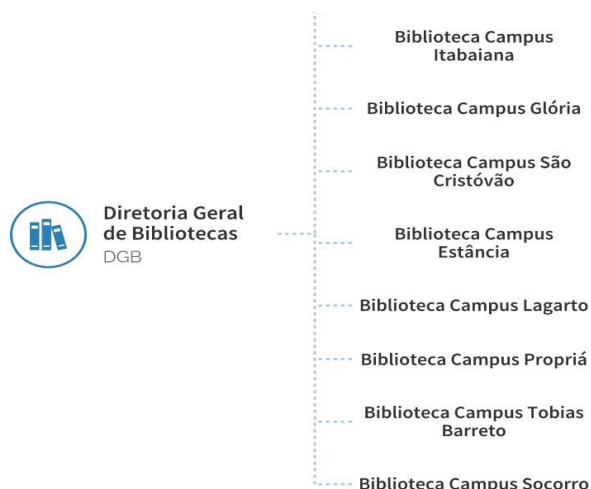 Biblioteca Campus
Itabaiana
Biblioteca Campus Glória
Biblioteca Campus São
Cristóvão
Diretoria Geral
de Bibliotecas
DGB
Biblioteca Campus
Estância
Biblioteca Campus Lagarto
Biblioteca Campus Propriá
Biblioteca Campus Tobias
Barreto
Biblioteca Campus Socorro